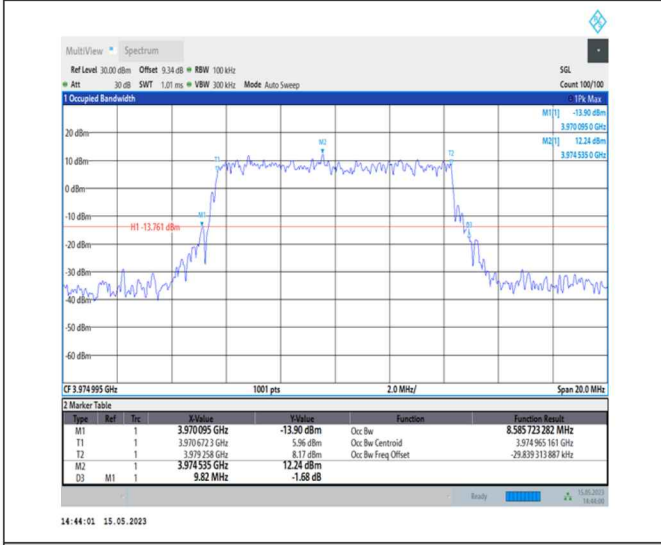 MultiView Spectrum
Ref Level 30.00 dBm Offset 9.34 dB RBW 100 kHz SGL
Att 30 dB SWT 1.01 ms VBW 300 kHz Mode Auto Sweep Count 100/100
1 Occupied Bandwidth 1Pk Max
M1[1] -13.90 dBm
3.970 095 0 GHz
M2[1] 12.24 dBm
3.974 535 0 GHz
20 dBm
M2
T1
T2
10 dBm
0 dBm
-10 dBm
M1
H1 -13.761 dBm
D3
-20 dBm
-30 dBm
-40 dBm
-50 dBm
-60 dBm
CF 3.974 995 GHz 1001 pts 2.0 MHz/ Span 20.0 MHz
2 Marker Table
Type Ref Trc X-Value Y-Value Function Function Result
M1 1 3.970 095 GHz -13.90 dBm Occ Bw 8.585 723 282 MHz
T1 1 3.970 672 3 GHz 5.96 dBm Occ Bw Centroid 3.974 965 161 GHz
T2 1 3.979 258 GHz 8.17 dBm Occ Bw Freq Offset -29.839 313 887 kHz
M2 1 3.974 535 GHz 12.24 dBm
D3 M1 1 9.82 MHz -1.68 dB
Ready 15.05.2023
14:44:00
14:44:01 15.05.2023